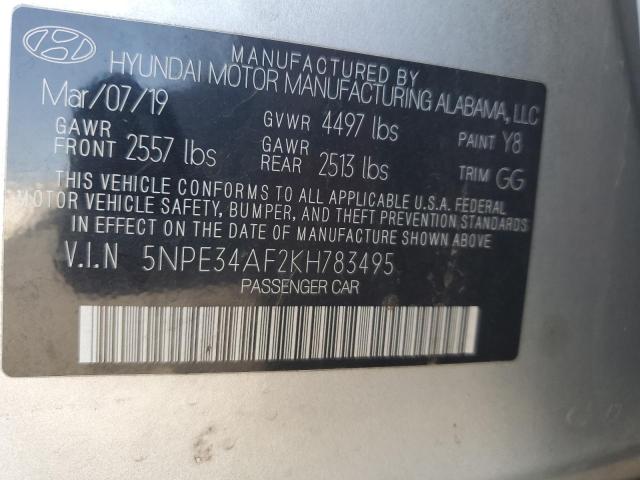 MANUFACTURED BY
HYUNDAI MOTOR MANUFACTURING ALABAMA, LLC
Mar/07/19 GVWR 4497 lbs PAINT Y8
GAWR FRONT 2557 lbs GAWR REAR 2513 lbs TRIM GG
THIS VEHICLE CONFORMS TO ALL APPLICABLE U.S.A. FEDERAL
MOTOR VEHICLE SAFETY, BUMPER, AND THEFT PREVENTION STANDARDS
IN EFFECT ON THE DATE OF MANUFACTURE SHOWN ABOVE.
V.I.N 5NPE34AF2KH783495
PASSENGER CAR